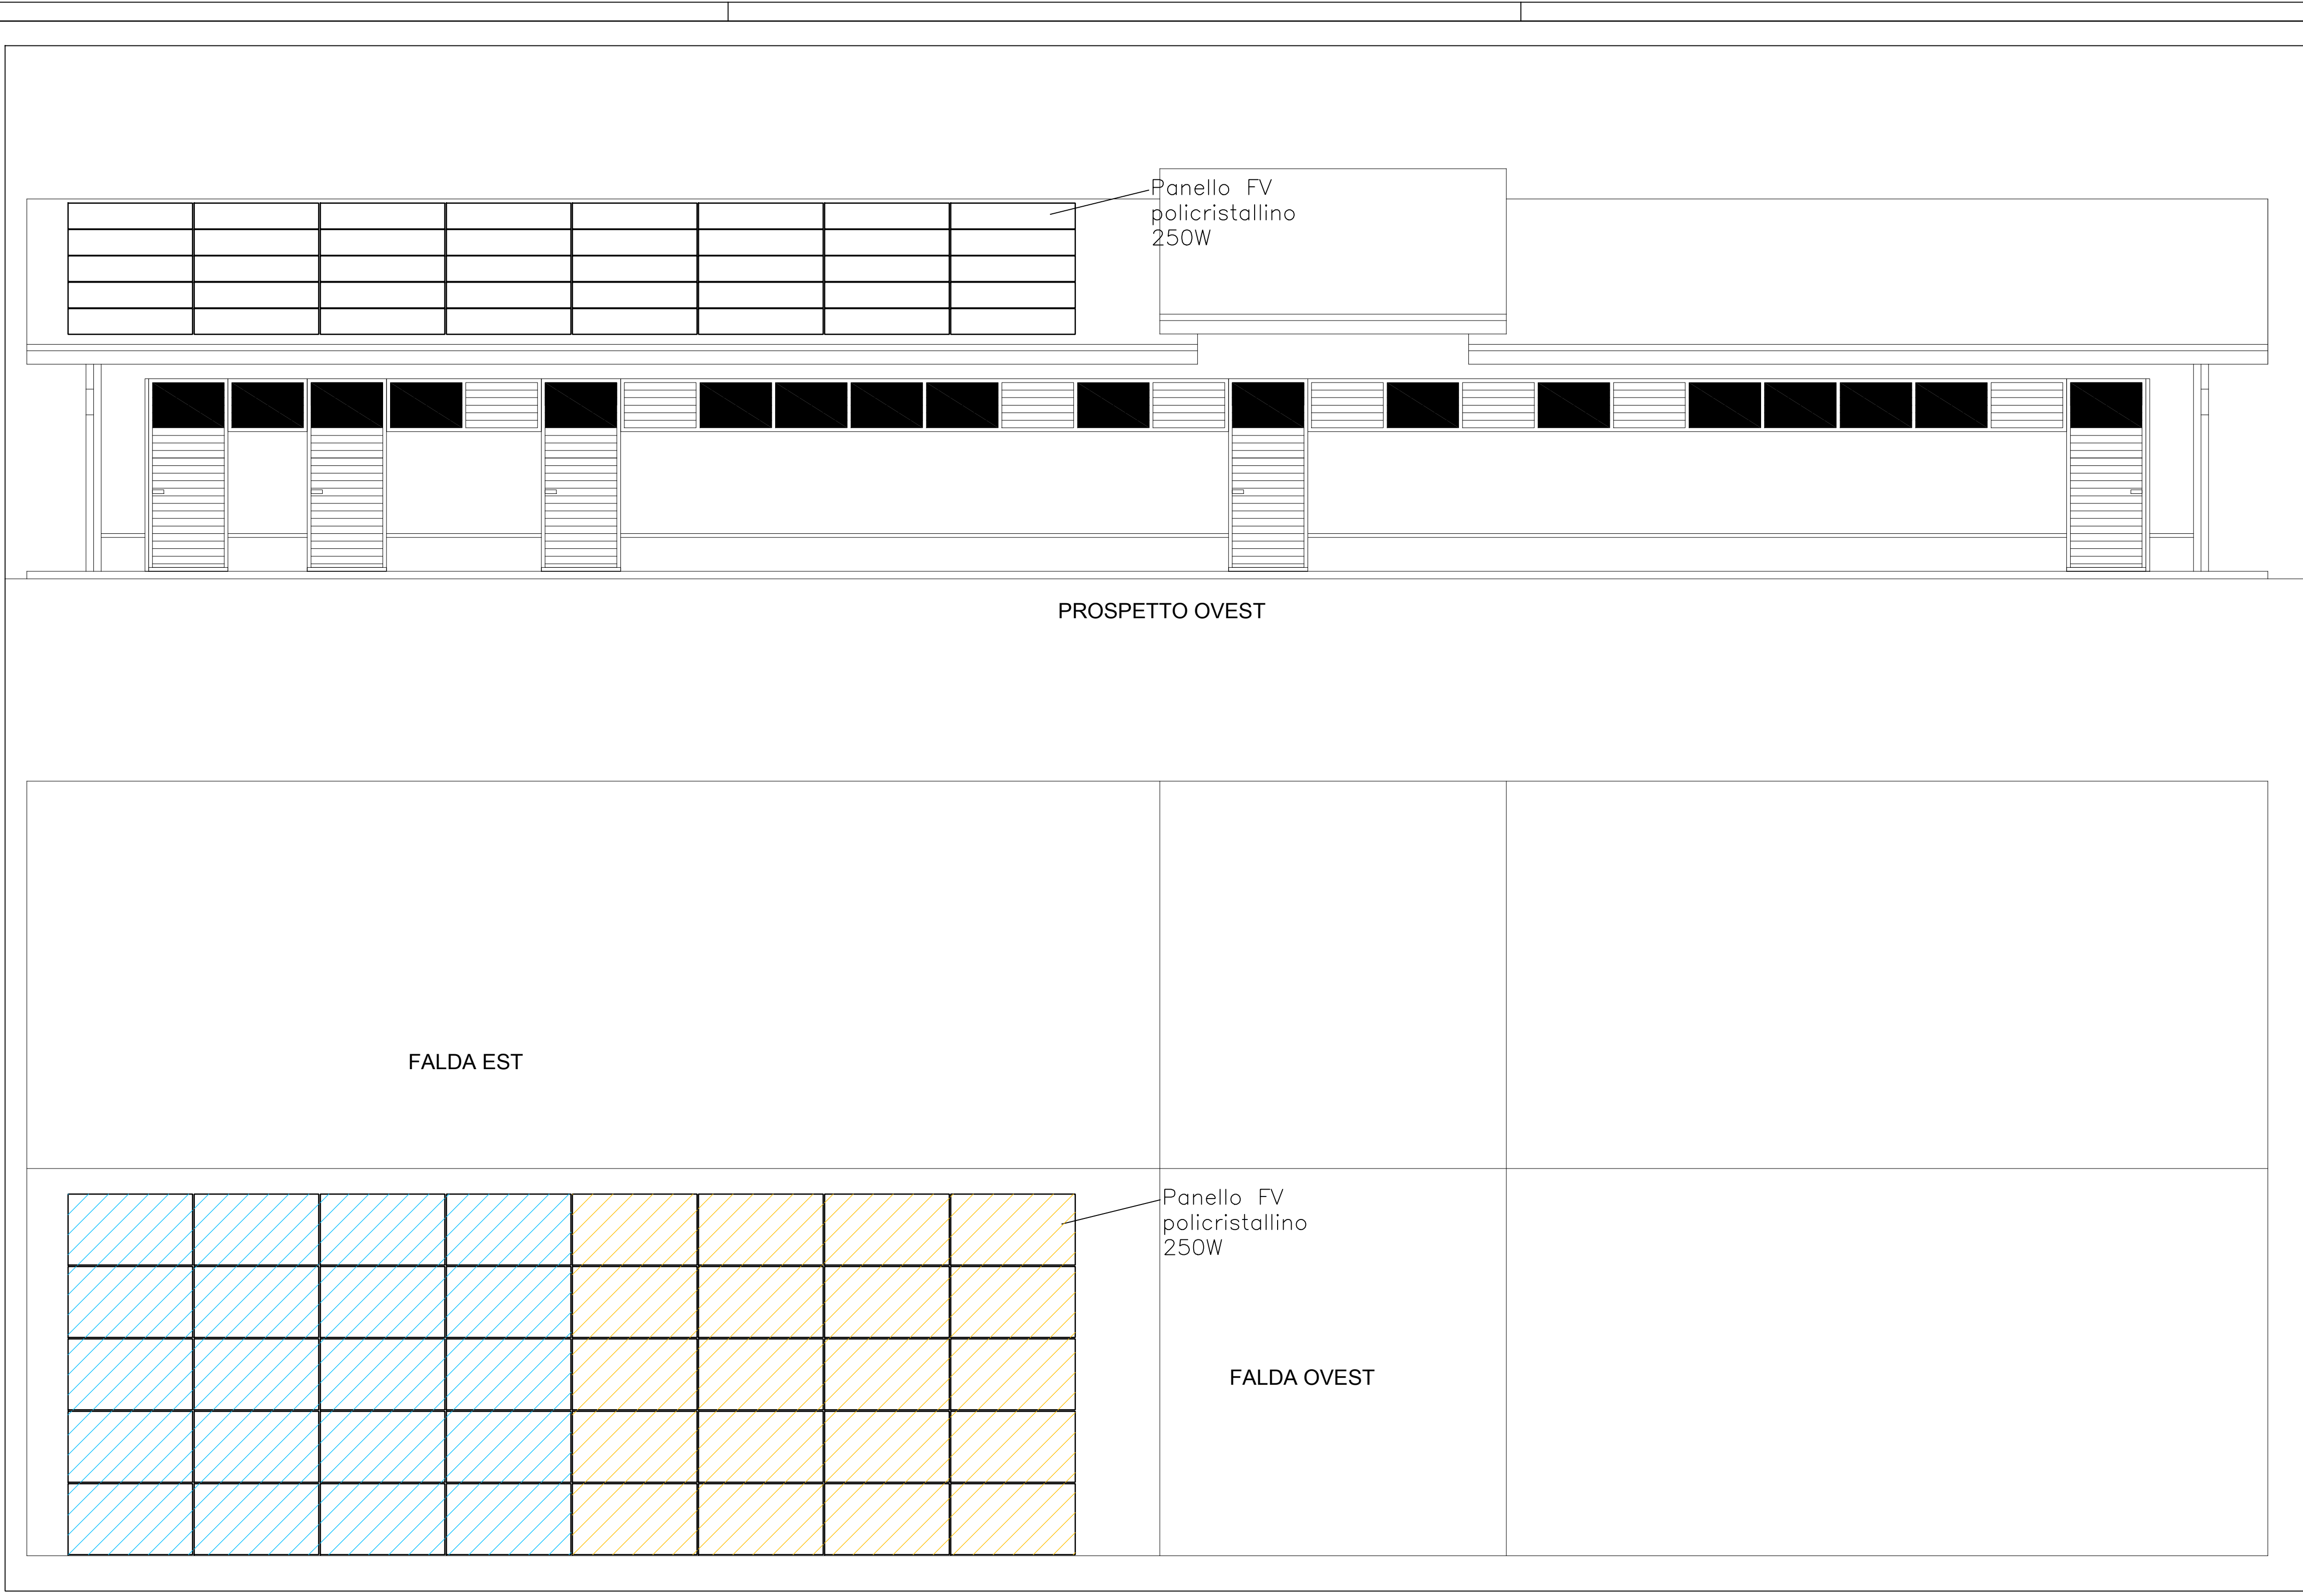 Panello FV
policristallino
250W
PROSPETTO OVEST
FALDA EST
Panello FV
policristallino
250W
FALDA OVEST